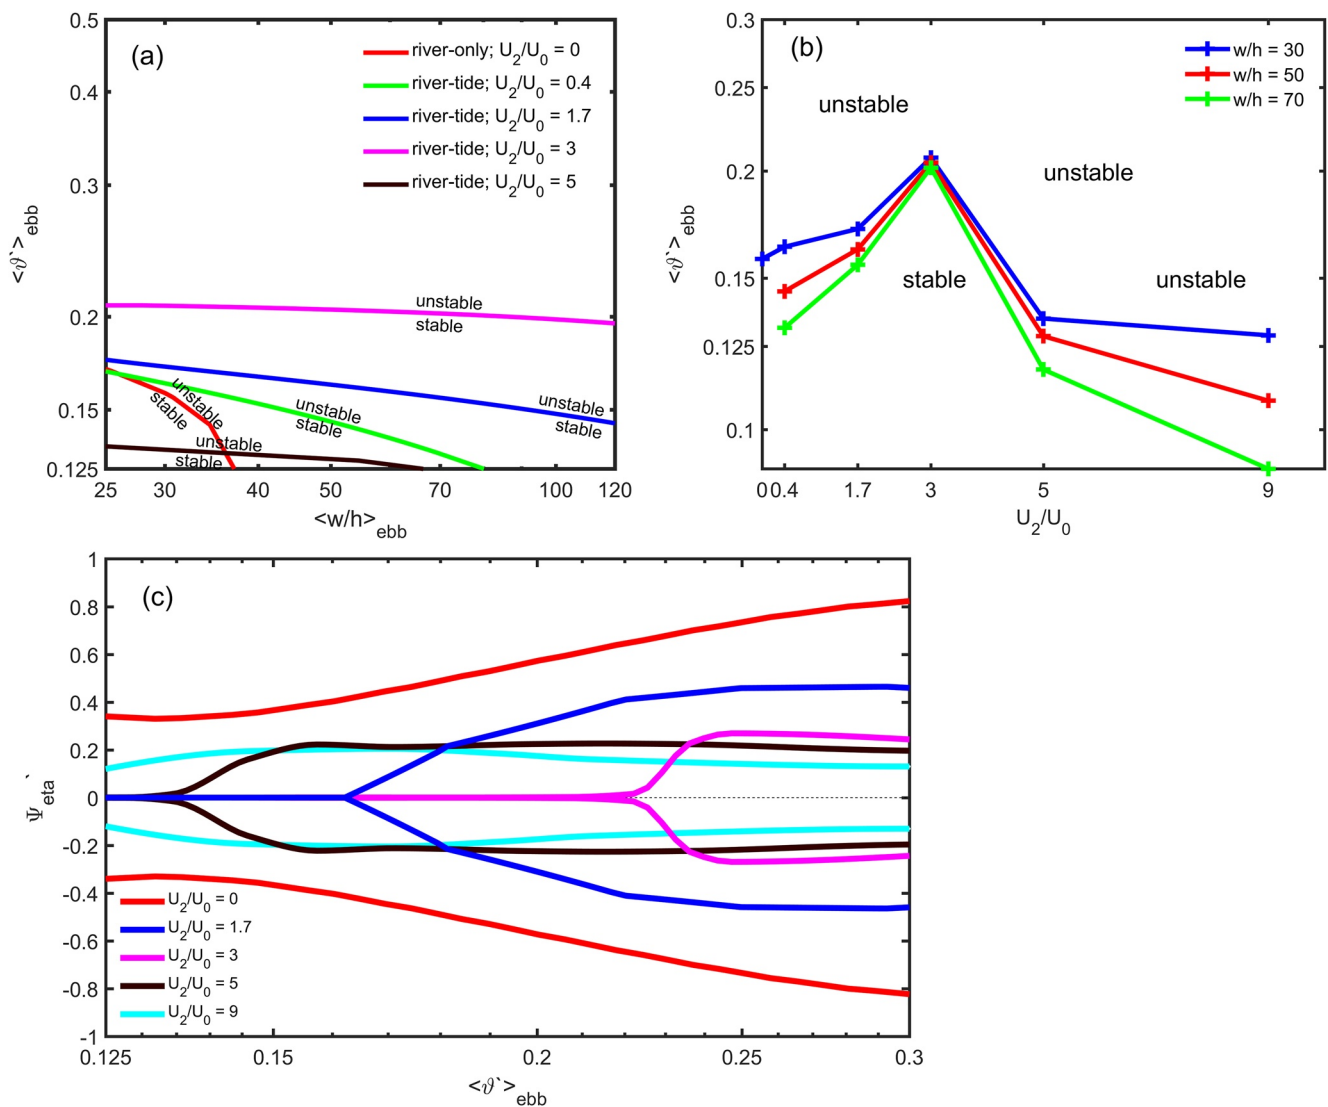 (a)
river-only; U2/U0 = 0
river-tide; U2/U0 = 0.4
river-tide; U2/U0 = 1.7
river-tide; U2/U0 = 3
river-tide; U2/U0 = 5
0.5
0.4
0.3
0.2
0.15
0.125
<ϑ`>ebb
unstable
stable
unstable
stable
unstable
stable
unstable
stable
unstable
stable
25 30 40 50 70 100 120
<w/h>ebb
(b)
w/h = 30
w/h = 50
w/h = 70
0.3
0.25
0.2
0.15
0.125
0.1
<ϑ`>ebb
unstable
unstable
stable
unstable
0 0.4 1.7 3 5 9
U2/U0
(c)
1
0.8
0.6
0.4
0.2
0
-0.2
-0.4
-0.6
-0.8
-1
Ψeta`
U2/U0 = 0
U2/U0 = 1.7
U2/U0 = 3
U2/U0 = 5
U2/U0 = 9
0.125 0.15 0.2 0.25 0.3
<ϑ`>ebb